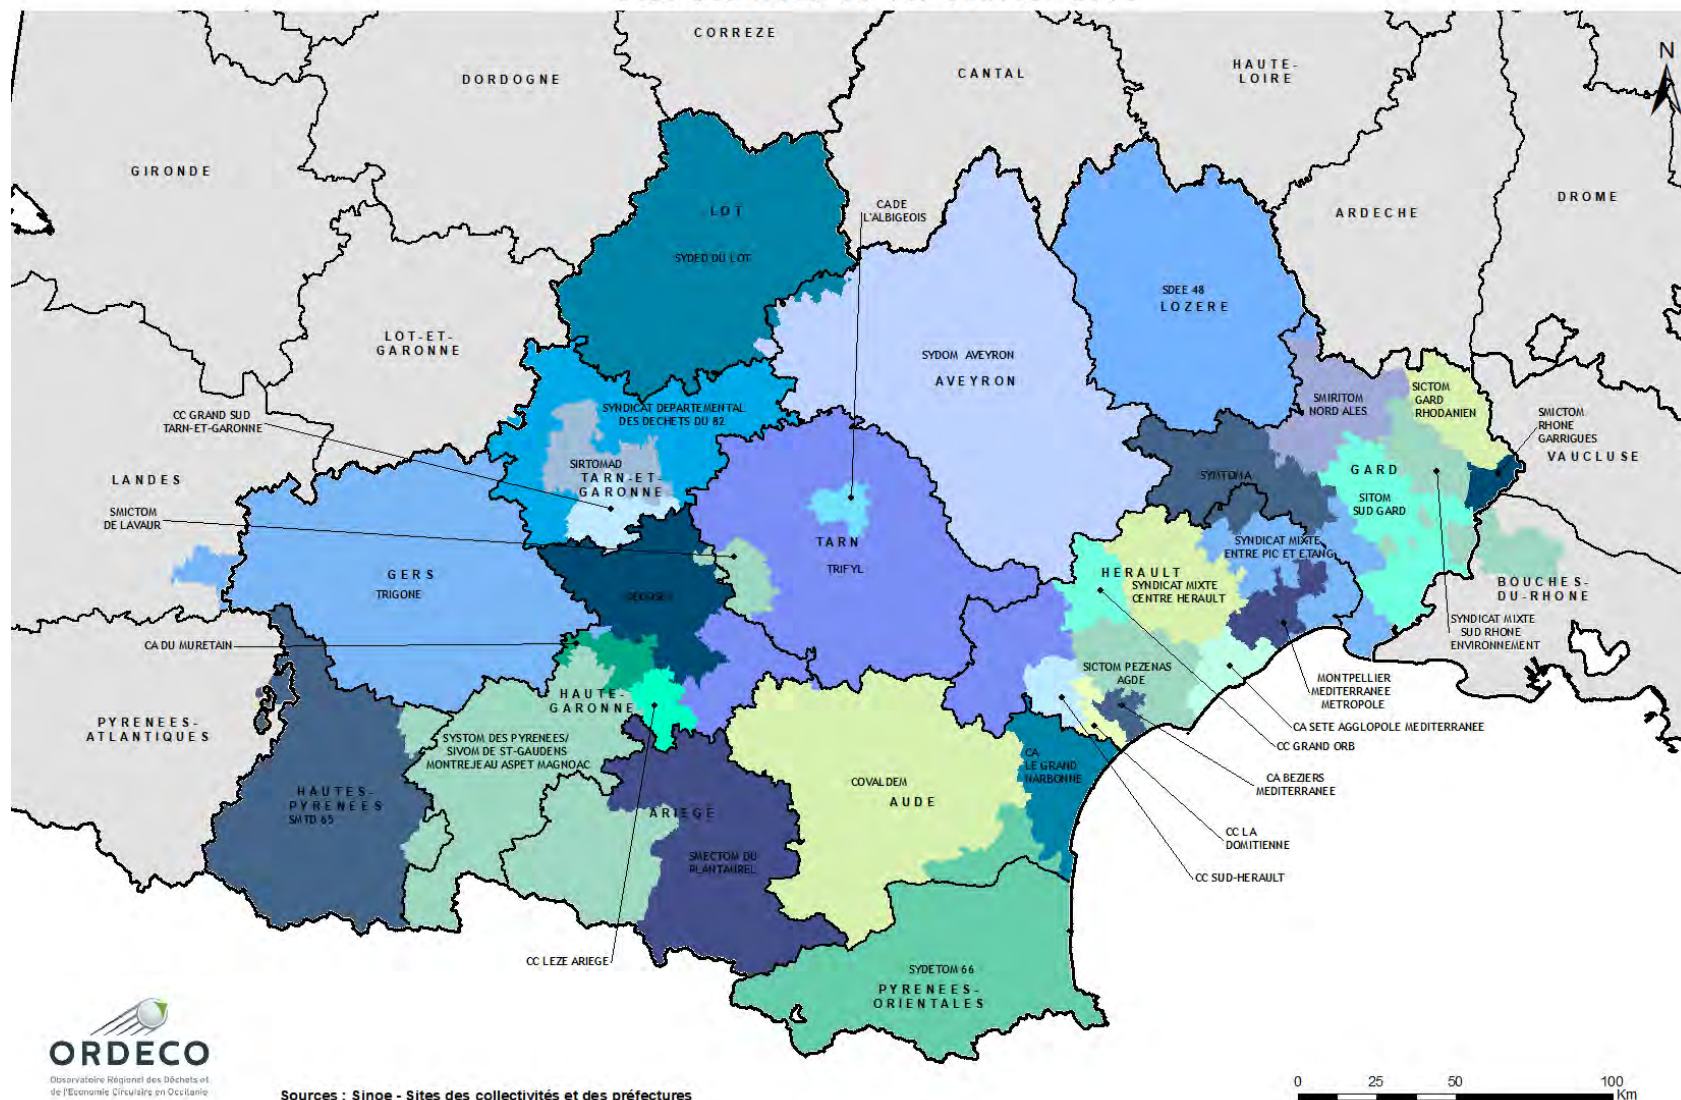 CORREZE
DORDOGNE
CANTAL
HAUTE-
LOIRE
N
GIRONDE
ARDECHE
DROME
LOT
SYDED DU LOT
CA DE
L'ALBIGEOIS
SDEE 48
LOZERE
LOT-ET-
GARONNE
SYDOM AVEYRON
AVEYRON
CC GRAND SUD
TARN-ET-GARONNE
SYNDICAT DEPARTEMENTAL
DES DECHETS DU 82
SMIRITOM
NORD ALES
SICTOM
GARD
RHODANIEN
SMICTOM
RHONE
GARRIGUES
VAUCLUSE
LANDES
SIRTOMAD
TARN-ET-
GARONNE
SYMTOMA
GARD
SITOM
SUD GARD
SMICTOM
DE LAVAUR
TARN
TRIFYL
SYNDICAT MIXTE
ENTRE PIC ET ETANG
GERS
TRIGONE
HERAULT
SYNDICAT MIXTE
CENTRE HERAULT
BOUCHES-
DU-RHONE
SYNDICAT MIXTE
SUD RHONE
ENVIRONNEMENT
CA DU MURETAIN
SICTOM PEZENAS
AGDE
MONTPELLIER
MEDITERRANEE
METROPOLE
HAUTE-
GARONNE
PYRENEES-
ATLANTIQUES
CA SETE AGGLOPOLE MEDITERRANEE
SYSTOM DES PYRENEES/
SIVOM DE ST-GAUDENS
MONTREJEAU ASPET MAGNOAC
CA
LE GRAND
NARBONNE
CC GRAND ORB
COVALDEM
AUDE
CA BEZIERS
MEDITERRANEE
HAUTES-
PYRENEES
SMTD 65
ARIEGE
CC LA
DOMITIENNE
SMECTOM DU
PLANTAUREL
CC SUD-HERAULT
CC LEZE ARIEGE
SYDETOM 66
PYRENEES-
ORIENTALES
ORDECO
Observatoire Régional des Déchets et
de l'Economie Circulaire en Occitanie
Sources : Sinoe - Sites des collectivités et des préfectures
0 25 50 100
Km